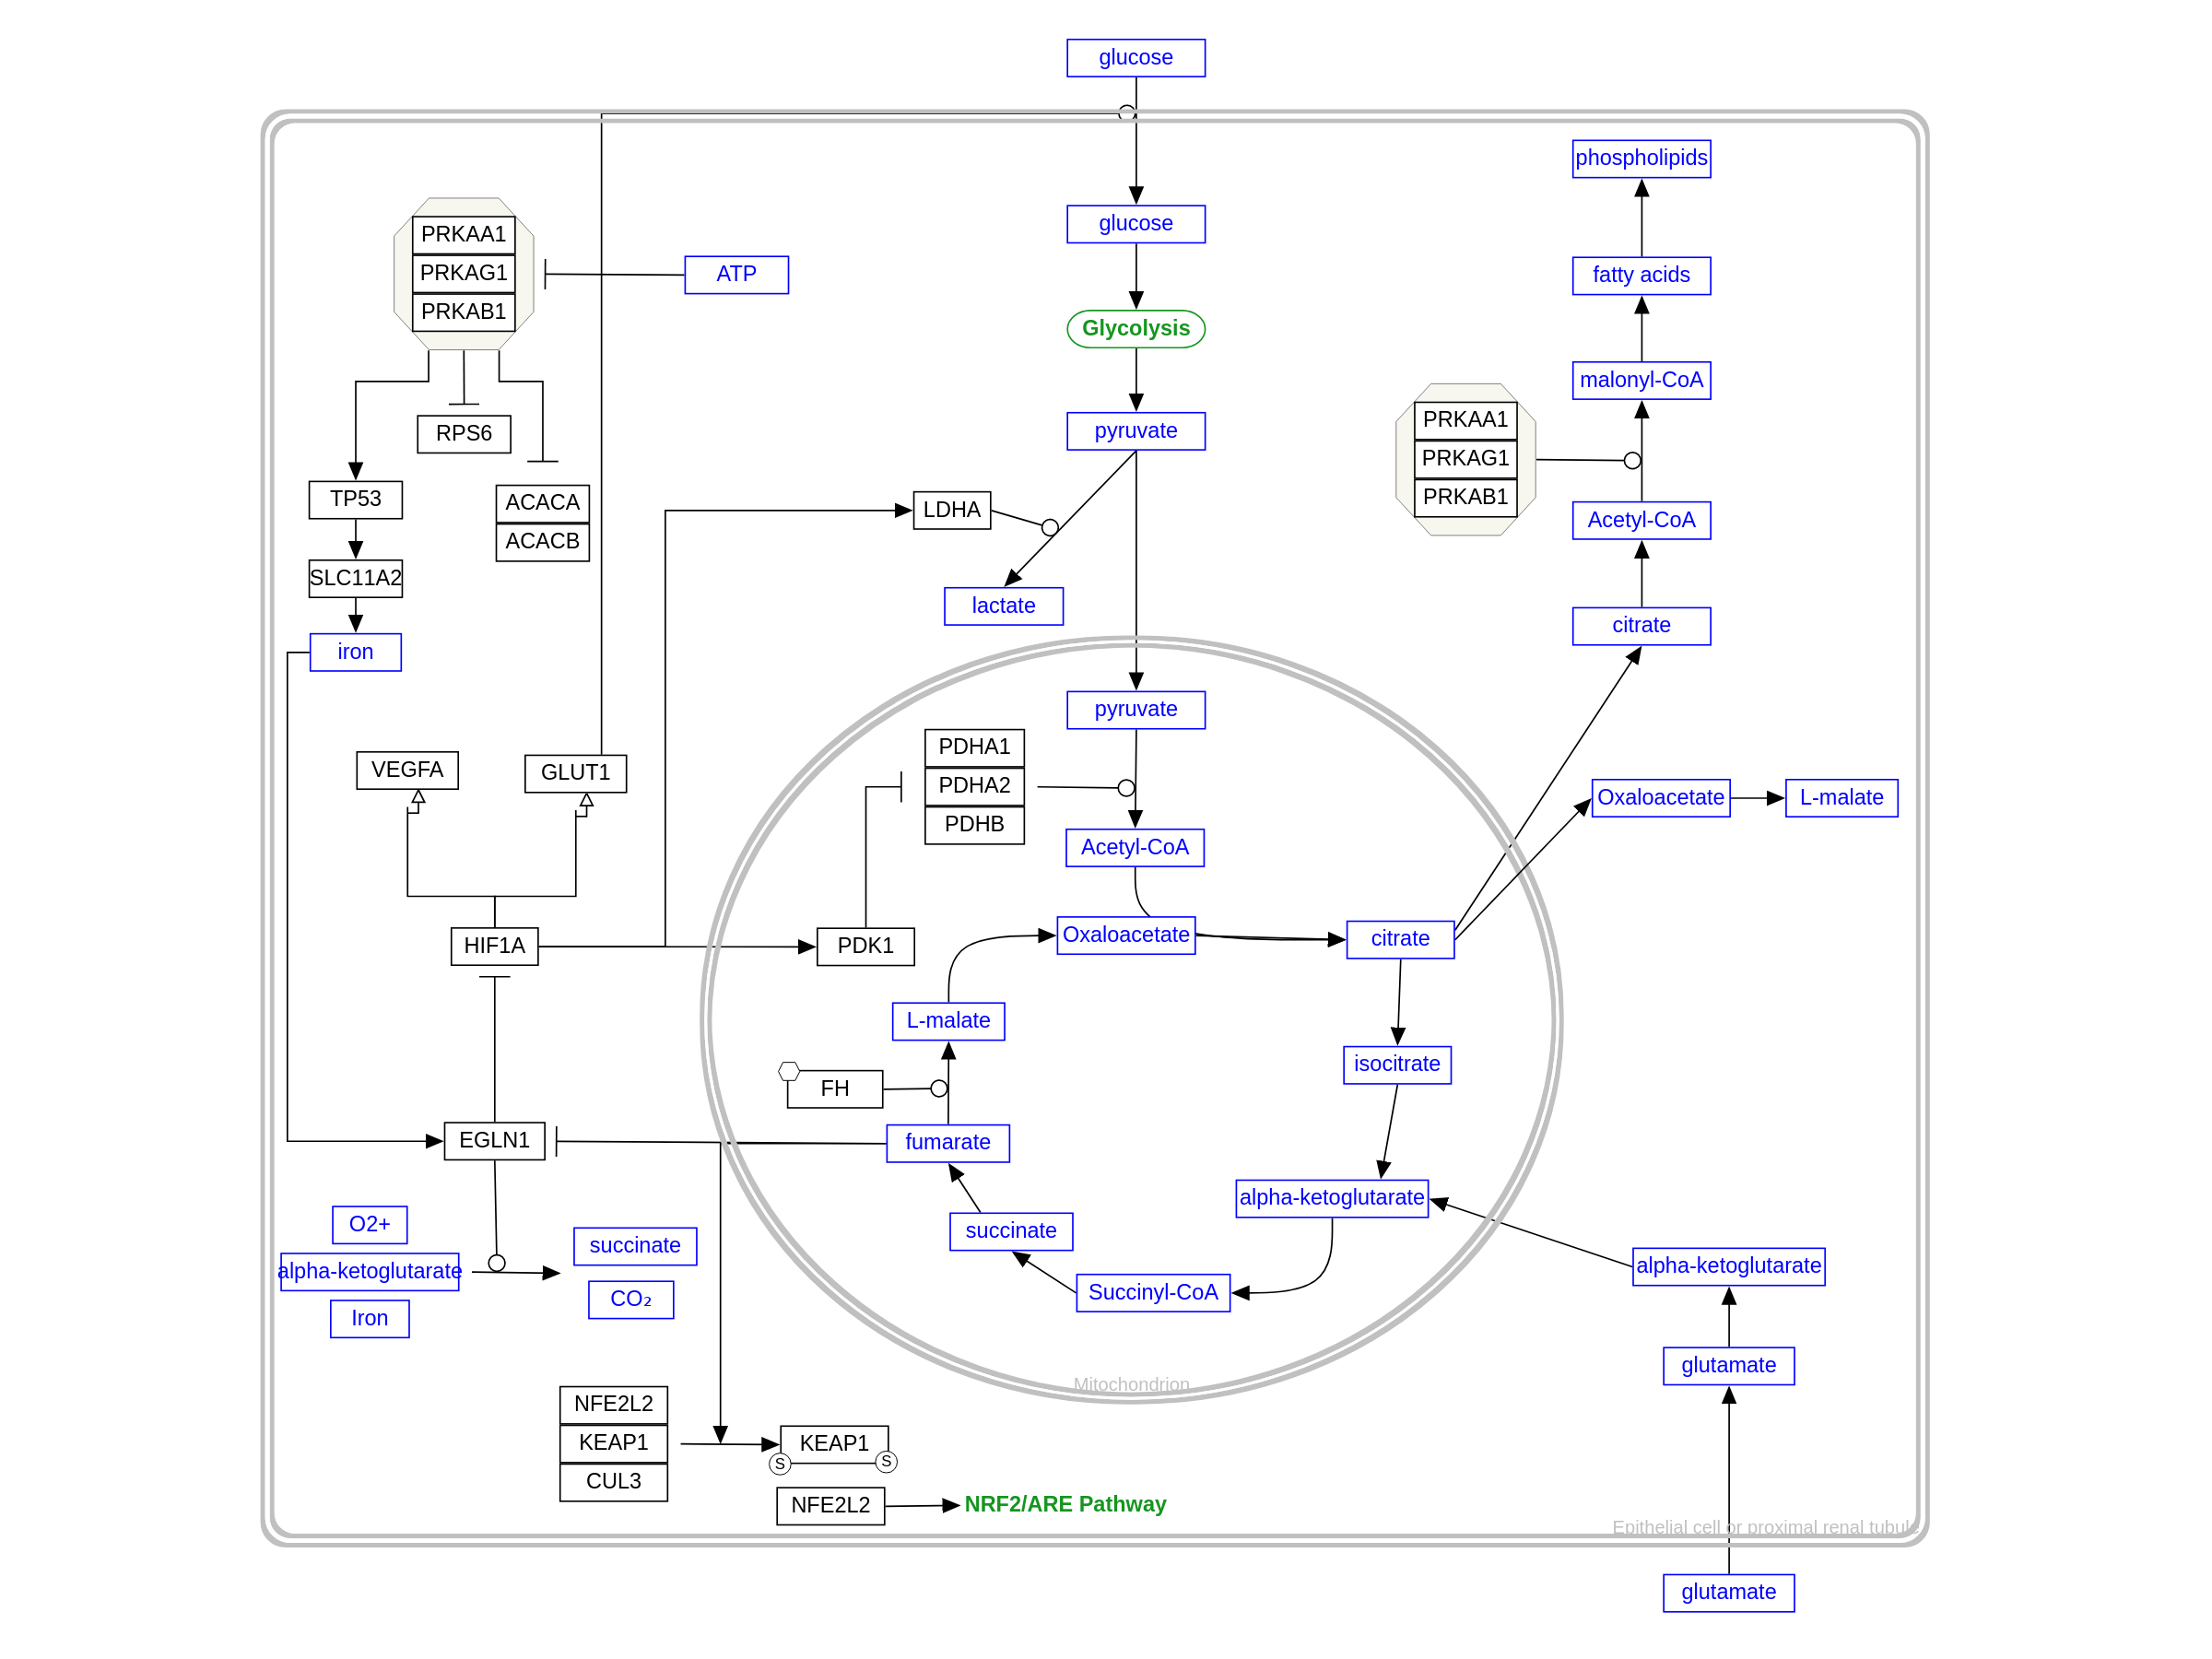 glucose
phospholipids
glucose
PRKAA1
PRKAG1
PRKAB1
ATP
fatty acids
Glycolysis
malonyl-CoA
RPS6
pyruvate
PRKAA1
PRKAG1
PRKAB1
TP53
ACACA
ACACB
LDHA
Acetyl-CoA
SLC11A2
lactate
citrate
iron
pyruvate
VEGFA
GLUT1
PDHA1
PDHA2
PDHB
Oxaloacetate
L-malate
Acetyl-CoA
HIF1A
PDK1
Oxaloacetate
citrate
L-malate
isocitrate
FH
EGLN1
fumarate
alpha-ketoglutarate
O2+
succinate
succinate
alpha-ketoglutarate
alpha-ketoglutarate
Succinyl-CoA
CO₂
Iron
glutamate
Mitochondrion
NFE2L2
KEAP1
CUL3
KEAP1
S
S
NFE2L2
NRF2/ARE Pathway
Epithelial cell or proximal renal tubule
glutamate